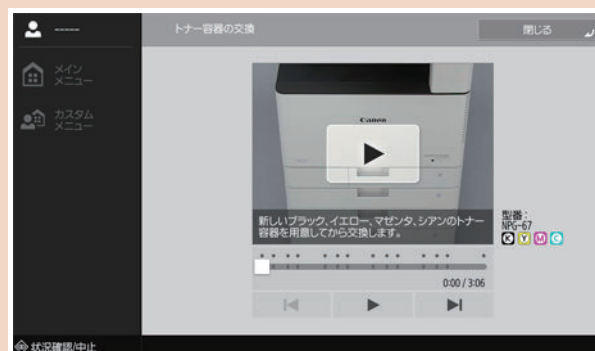 -----
トナー容器の交換
閉じる
メイン
メニュー
カスタム
メニュー
Canon
新しいブラック、イエロー、マゼンタ、シアンのトナー
容器を用意してから交換します。
型番:
NPG-67
K Y M C
0:00 / 3:06
状況確認/中止